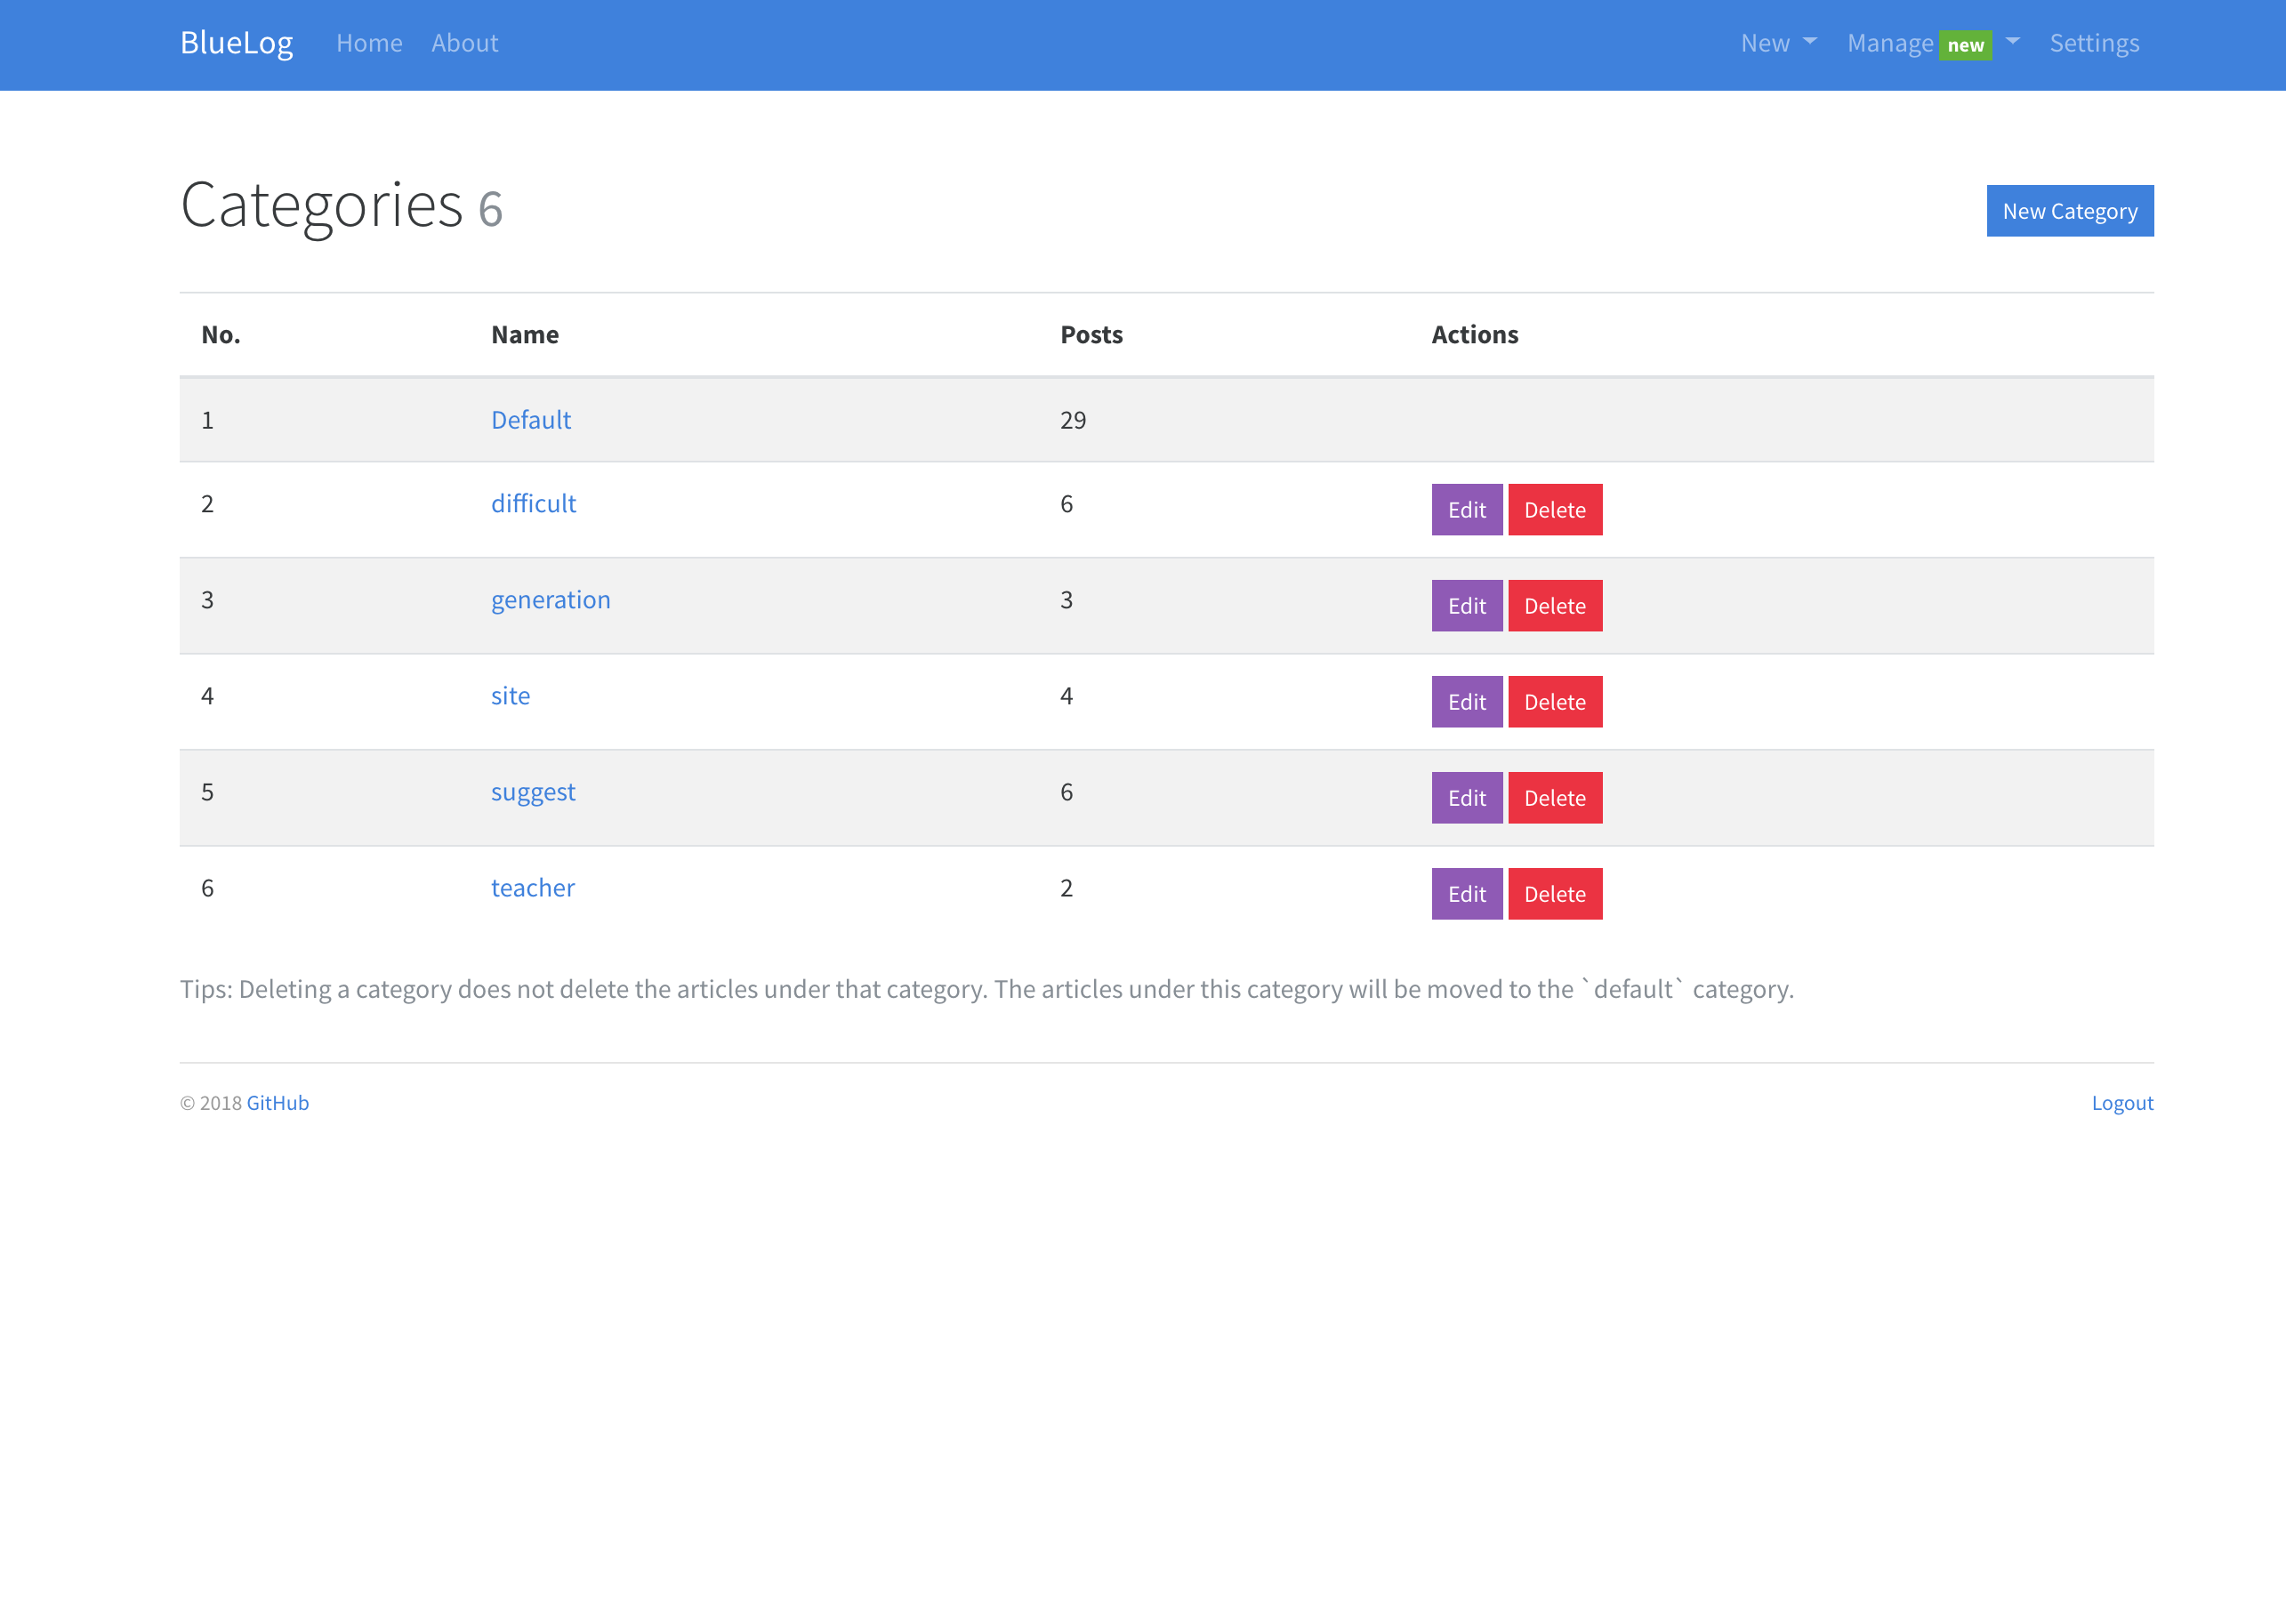 BlueLog Home About New Manage new Settings
Categories 6 New Category
No. Name Posts Actions
1 Default 29
2 difficult 6 Edit Delete
3 generation 3 Edit Delete
4 site 4 Edit Delete
5 suggest 6 Edit Delete
6 teacher 2 Edit Delete
Tips: Deleting a category does not delete the articles under that category. The articles under this category will be moved to the `default` category.
© 2018 GitHub Logout